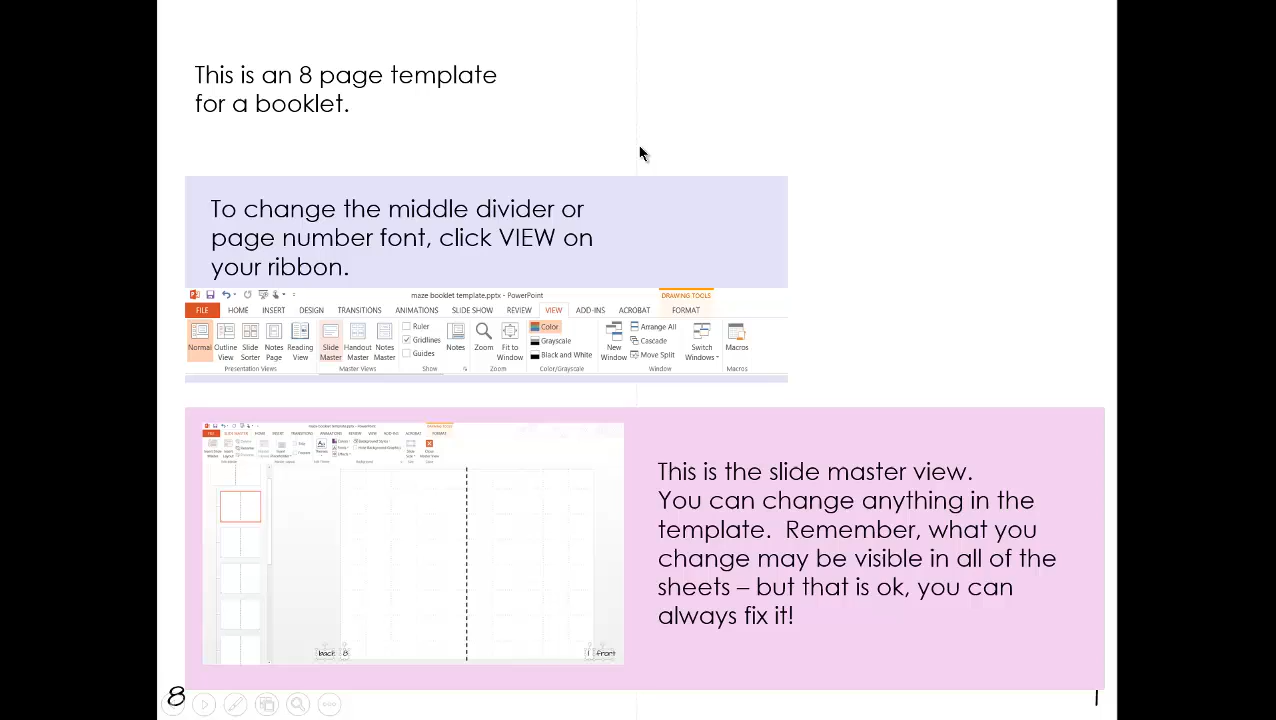 This is an 8 page template
for a booklet.
To change the middle divider or
page number font, click VIEW on
your ribbon.
maze booklet template.pptx - PowerPoint
DRAWING TOOLS
FILE HOME INSERT DESIGN TRANSITIONS ANIMATIONS SLIDE SHOW REVIEW VIEW ADD-INS ACROBAT FORMAT
Normal Outline View Slide Sorter Notes Page Reading View
Presentation Views
Slide Master Handout Master Notes Master
Master Views
Ruler
Gridlines
Guides
Notes
Show
Zoom Fit to Window
Zoom
Color
Grayscale
Black and White
Color/Grayscale
New Window
Arrange All
Cascade
Move Split
Switch Windows
Window
Macros
Macros
This is the slide master view.
You can change anything in the
template. Remember, what you
change may be visible in all of the
sheets – but that is ok, you can
always fix it!
back 8
1 front
8
1